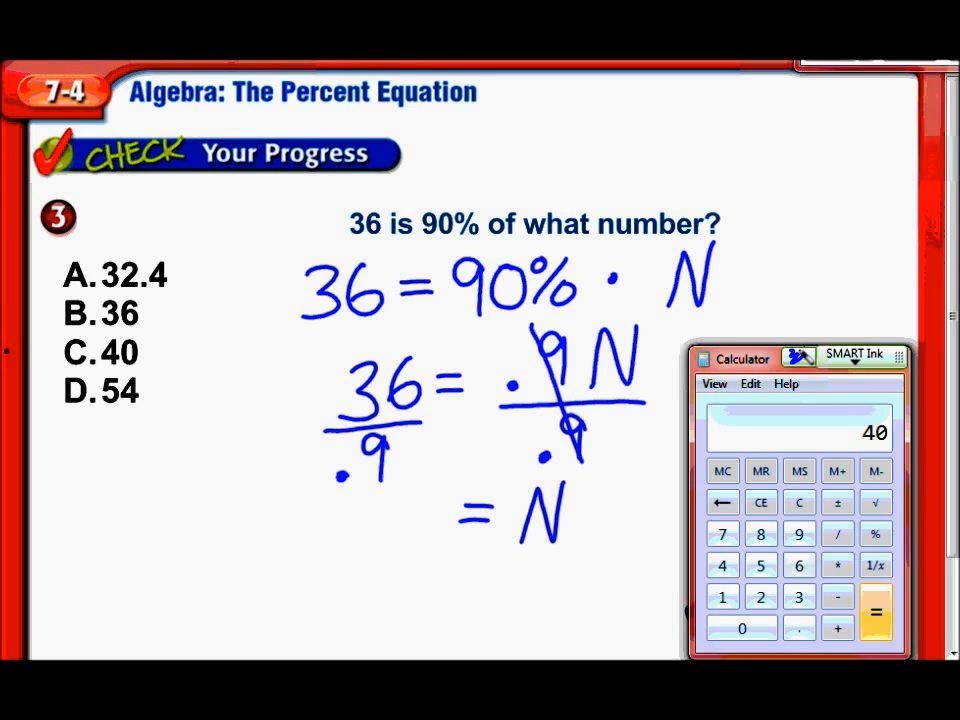 7-4 Algebra: The Percent Equation
CHECK Your Progress
3
36 is 90% of what number?
A. 32.4
B. 36
C. 40
D. 54
36 = 90% · N
36 = .9N
.9 .9
= N
Calculator SMART Ink
View Edit Help
40
MC MR MS M+ M-
← CE C ± √
7 8 9 / %
4 5 6 * 1/x
1 2 3 - =
0 . +